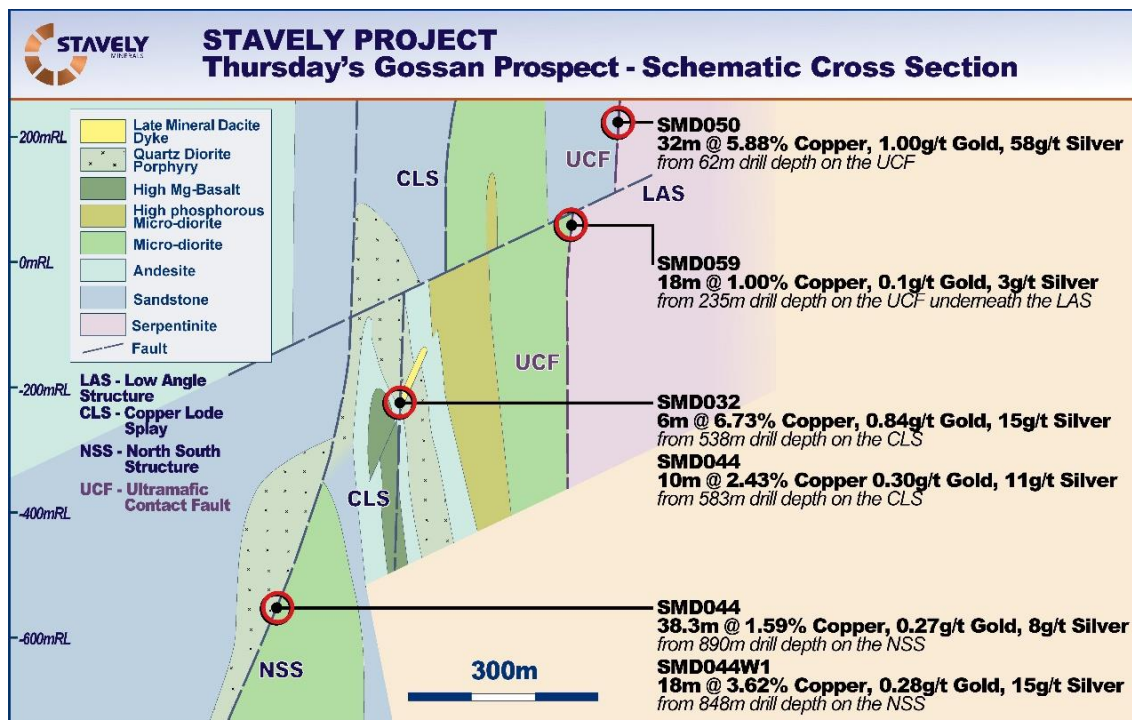 STAVELY
MINERALS
STAVELY PROJECT
Thursday's Gossan Prospect - Schematic Cross Section
Late Mineral Dacite
Dyke
Quartz Diorite
Porphyry
High Mg-Basalt
High phosphorous
Micro-diorite
Micro-diorite
Andesite
Sandstone
Serpentinite
Fault
LAS - Low Angle
Structure
CLS - Copper Lode
Splay
NSS - North South
Structure
UCF - Ultramafic
Contact Fault
200mRL
0mRL
-200mRL
-400mRL
-600mRL
CLS
UCF
LAS
UCF
CLS
NSS
300m
SMD050
32m @ 5.88% Copper, 1.00g/t Gold, 58g/t Silver
from 62m drill depth on the UCF
SMD059
18m @ 1.00% Copper, 0.1g/t Gold, 3g/t Silver
from 235m drill depth on the UCF underneath the LAS
SMD032
6m @ 6.73% Copper, 0.84g/t Gold, 15g/t Silver
from 538m drill depth on the CLS
SMD044
10m @ 2.43% Copper 0.30g/t Gold, 11g/t Silver
from 583m drill depth on the CLS
SMD044
38.3m @ 1.59% Copper, 0.27g/t Gold, 8g/t Silver
from 890m drill depth on the NSS
SMD044W1
18m @ 3.62% Copper, 0.28g/t Gold, 15g/t Silver
from 848m drill depth on the NSS